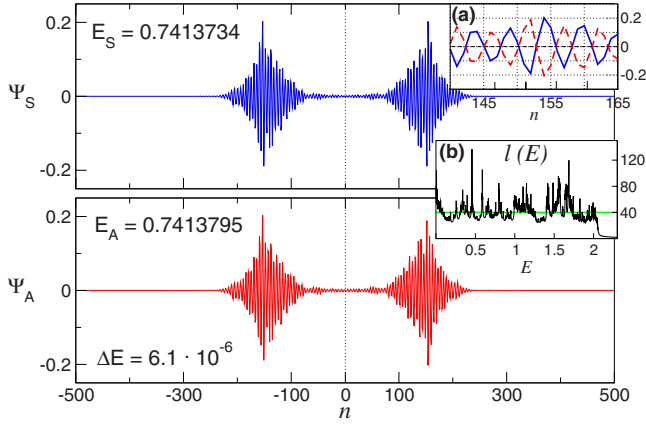 0.2
E_S = 0.7413734
Ψ_S
0
-0.2
(a)
0.2
0
-0.2
145
155
165
n
(b)
l (E)
120
80
40
0.5
1
1.5
2
E
0.2
E_A = 0.7413795
Ψ_A
0
-0.2
ΔE = 6.1 · 10^-6
-500
-300
-100
0
100
300
500
n